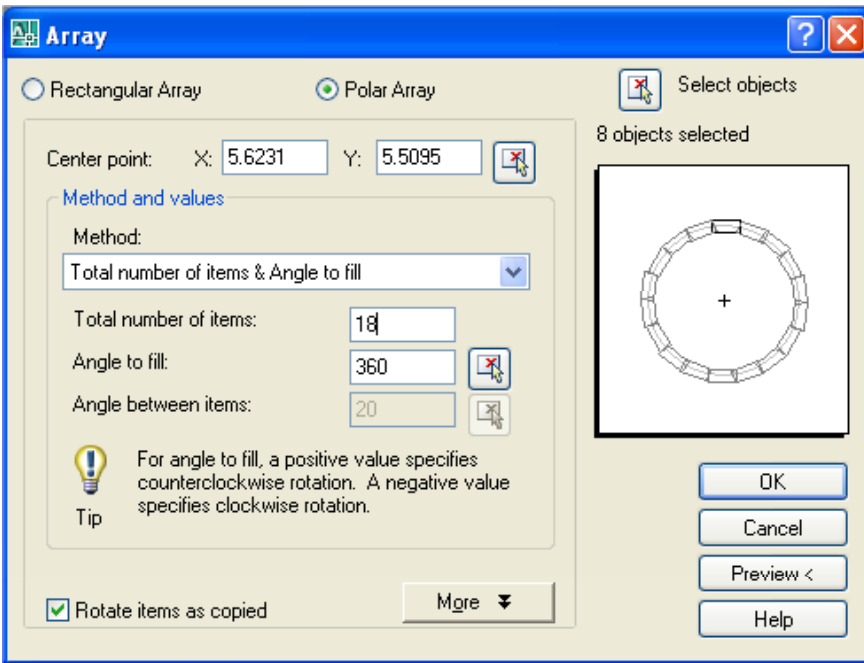 Array
Rectangular Array
Polar Array
Select objects
8 objects selected
Center point: X: 5.6231 Y: 5.5095
Method and values
Method:
Total number of items & Angle to fill
Total number of items: 18
Angle to fill: 360
Angle between items: 20
For angle to fill, a positive value specifies
counterclockwise rotation. A negative value
specifies clockwise rotation.
Tip
Rotate items as copied
More
OK
Cancel
Preview <
Help